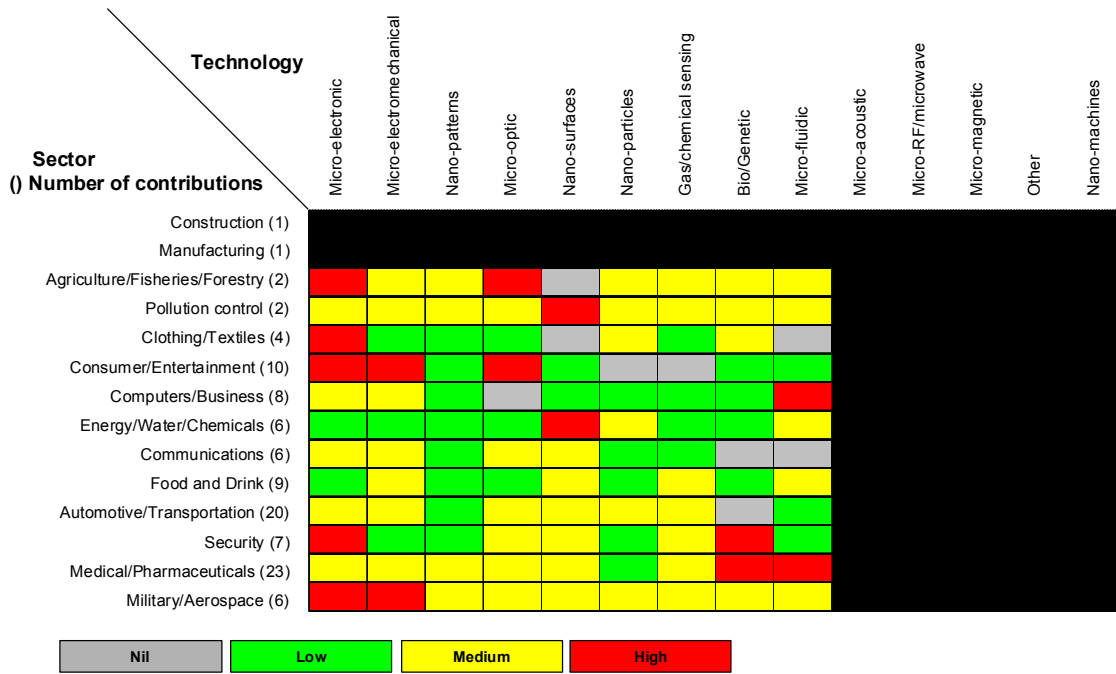 Technology
Sector
() Number of contributions
Micro-electronic
Micro-electromechanical
Nano-patterns
Micro-optic
Nano-surfaces
Nano-particles
Gas/chemical sensing
Bio/Genetic
Micro-fluidic
Micro-acoustic
Micro-RF/microwave
Micro-magnetic
Other
Nano-machines
Construction (1)
Manufacturing (1)
Agriculture/Fisheries/Forestry (2)
Pollution control (2)
Clothing/Textiles (4)
Consumer/Entertainment (10)
Computers/Business (8)
Energy/Water/Chemicals (6)
Communications (6)
Food and Drink (9)
Automotive/Transportation (20)
Security (7)
Medical/Pharmaceuticals (23)
Military/Aerospace (6)
Nil
Low
Medium
High